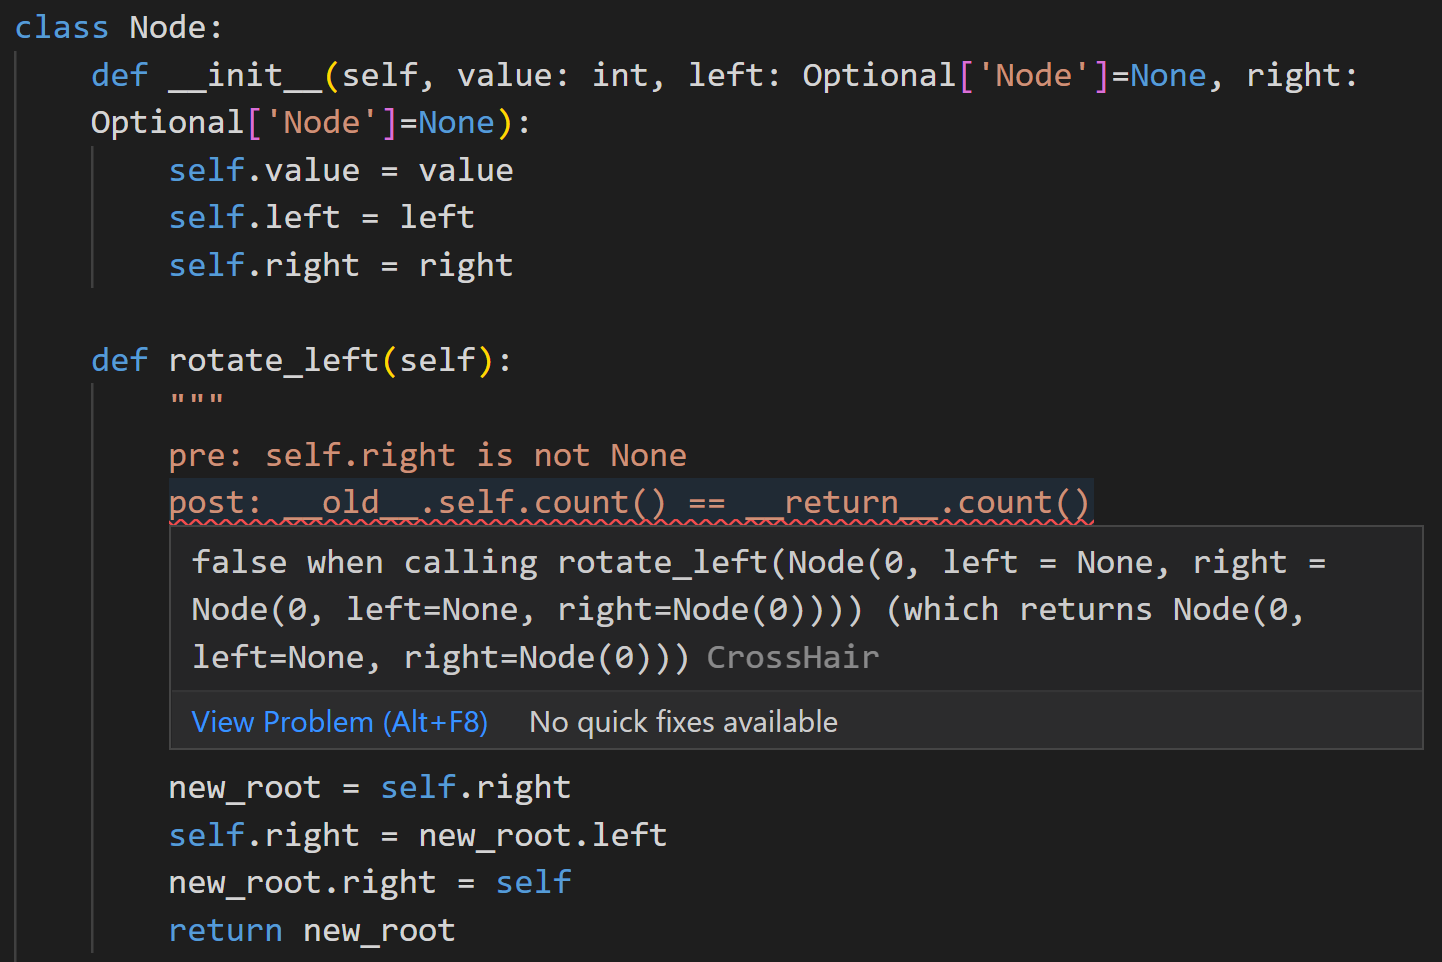 class Node:
def __init__(self, value: int, left: Optional['Node']=None, right:
Optional['Node']=None):
self.value = value
self.left = left
self.right = right
def rotate_left(self):
"""
pre: self.right is not None
post: __old__.self.count() == __return__.count()
false when calling rotate_left(Node(0, left = None, right =
Node(0, left=None, right=Node(0)))) (which returns Node(0,
left=None, right=Node(0))) CrossHair
View Problem (Alt+F8) No quick fixes available
new_root = self.right
self.right = new_root.left
new_root.right = self
return new_root